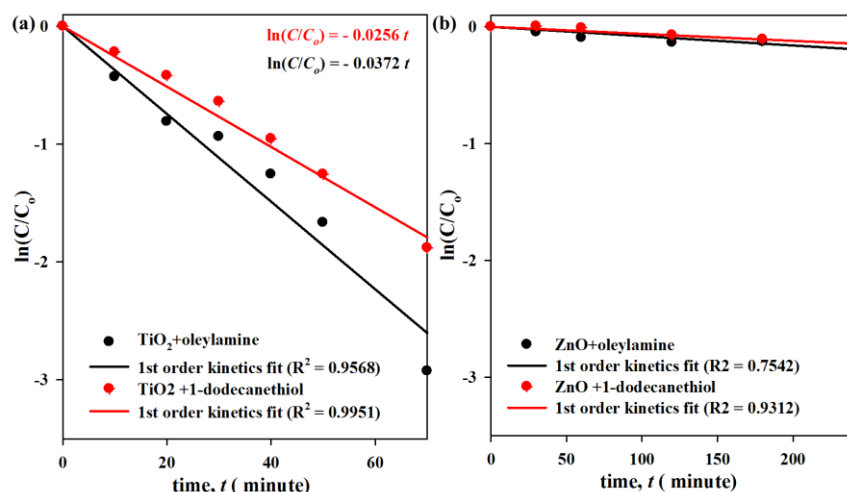 (a)
ln(C/Co) = - 0.0256 t
ln(C/Co) = - 0.0372 t
0
-1
-2
-3
ln(C/Co)
TiO2+oleylamine
1st order kinetics fit (R2 = 0.9568)
TiO2 +1-dodecanethiol
1st order kinetics fit (R2 = 0.9951)
0 20 40 60
time, t ( minute)
(b)
0
-1
-2
-3
ln(C/Co)
ZnO+oleylamine
1st order kinetics fit (R2 = 0.7542)
ZnO +1-dodecanethiol
1st order kinetics fit (R2 = 0.9312)
0 50 100 150 200
time, t ( minute)